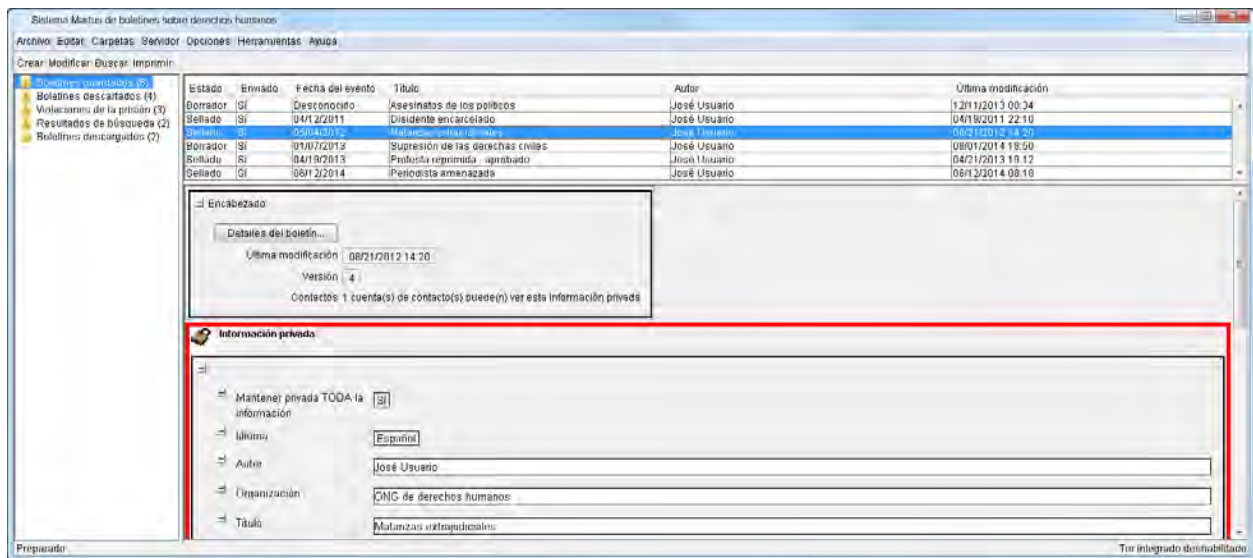 Sistema Martus de boletines sobre derechos humanos
Archivo Editar Carpetas Servidor Opciones Herramientas Ayuda
Crear Modificar Buscar Imprimir
Boletines guardados (6)
Boletines descartados (4)
Violaciones de la prisión (3)
Resultados de búsqueda (2)
Boletines descargados (2)
Estado Enviado Fecha del evento Título Autor Última modificación
Borrador Sí Desconocido Asesinatos de los políticos José Usuario 12/11/2013 00:34
Sellado Sí 04/12/2011 Disidente encarcelado José Usuario 04/19/2011 22:10
Sellado Sí 05/04/2012 Matanzas extrajudiciales José Usuario 08/21/2012 14:20
Borrador Sí 01/07/2013 Supresión de las derechas civiles José Usuario 08/01/2014 18:50
Sellado Sí 04/19/2013 Protesta reprimida - aprobado José Usuario 04/21/2013 19:12
Sellado Sí 06/12/2014 Periodista amenazada José Usuario 06/12/2014 08:18
Encabezado
Detalles del boletín...
Última modificación 08/21/2012 14:20
Versión 4
Contactos 1 cuenta(s) de contacto(s) puede(n) ver esta información privada
Información privada
Mantener privada TODA la información Sí
Idioma Español
Autor José Usuario
Organización ONG de derechos humanos
Título Matanzas extrajudiciales
Preparado Tor integrado deshabilitado